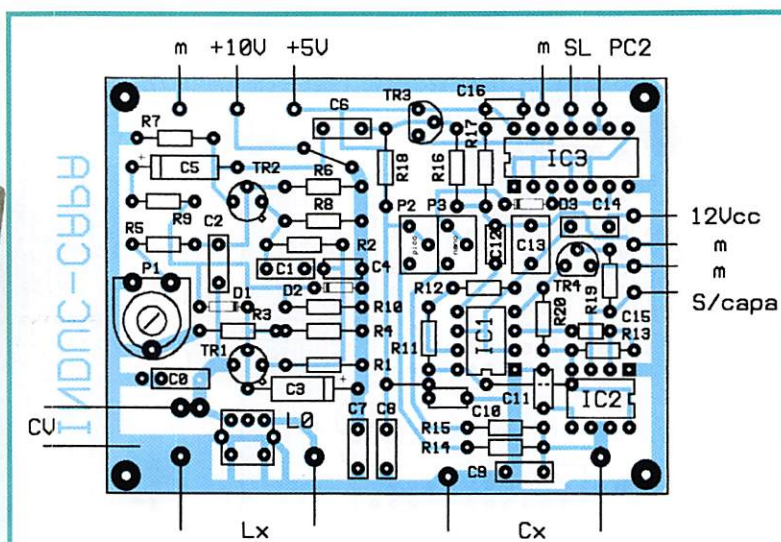 m +10V +5V m SL PC2
C16
TR3
R7 C6 R17
IC3
C5 TR2 R6 R18 R16
D3 C14
R9 R8 P2 P3
12Vcc
R5 C2 R2 C12 C13 m
C1 C4 TR4 m
P1 D1 D2 R12 R19 S/capa
R10 R20 C15
R3 R4 IC1 R13
R11
TR1 R1
C0 C3 C11 IC2
L0 C7 C8 C10
CV R15
R14
C9
Lx Cx
INDUC-CAPA
pico
nano